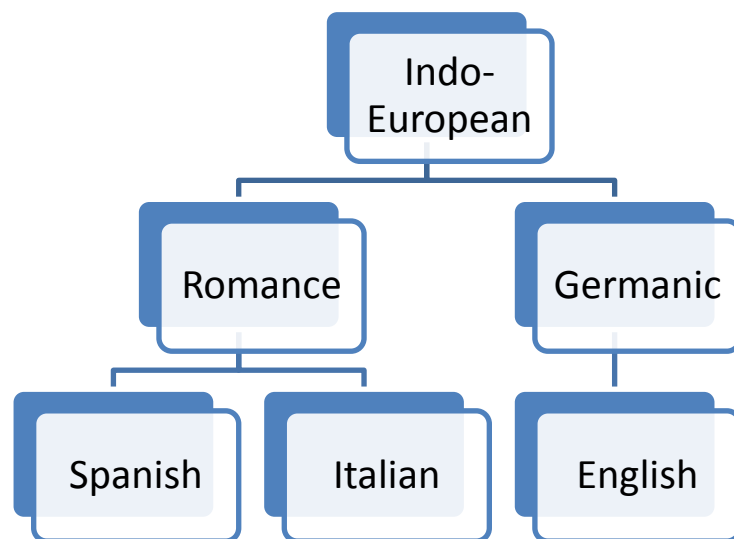 Indo-
European
Romance
Germanic
Spanish
Italian
English